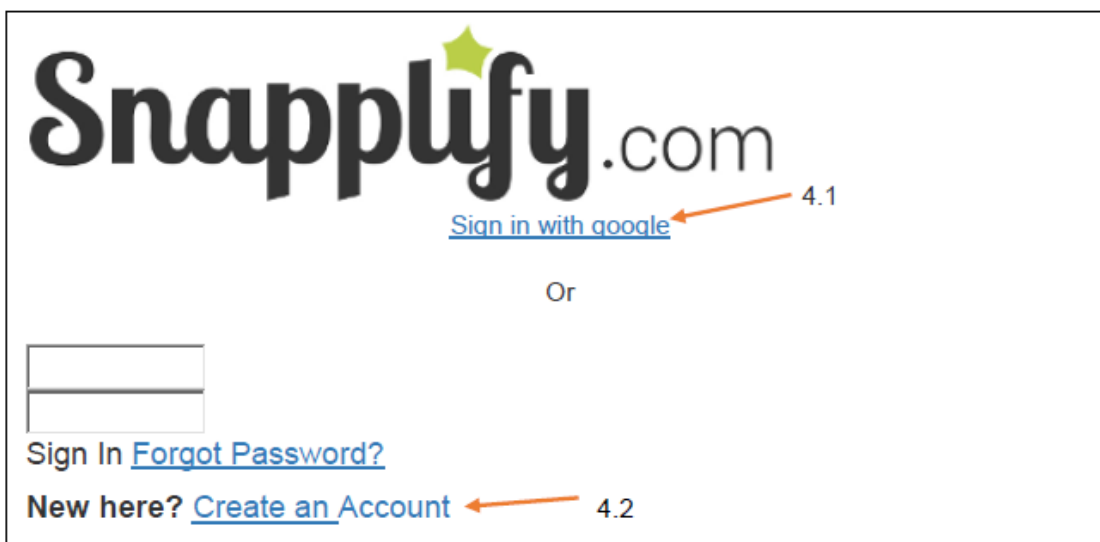 Snapplify.com
4.1
Sign in with google
Or
Sign In Forgot Password?
New here? Create an Account
4.2